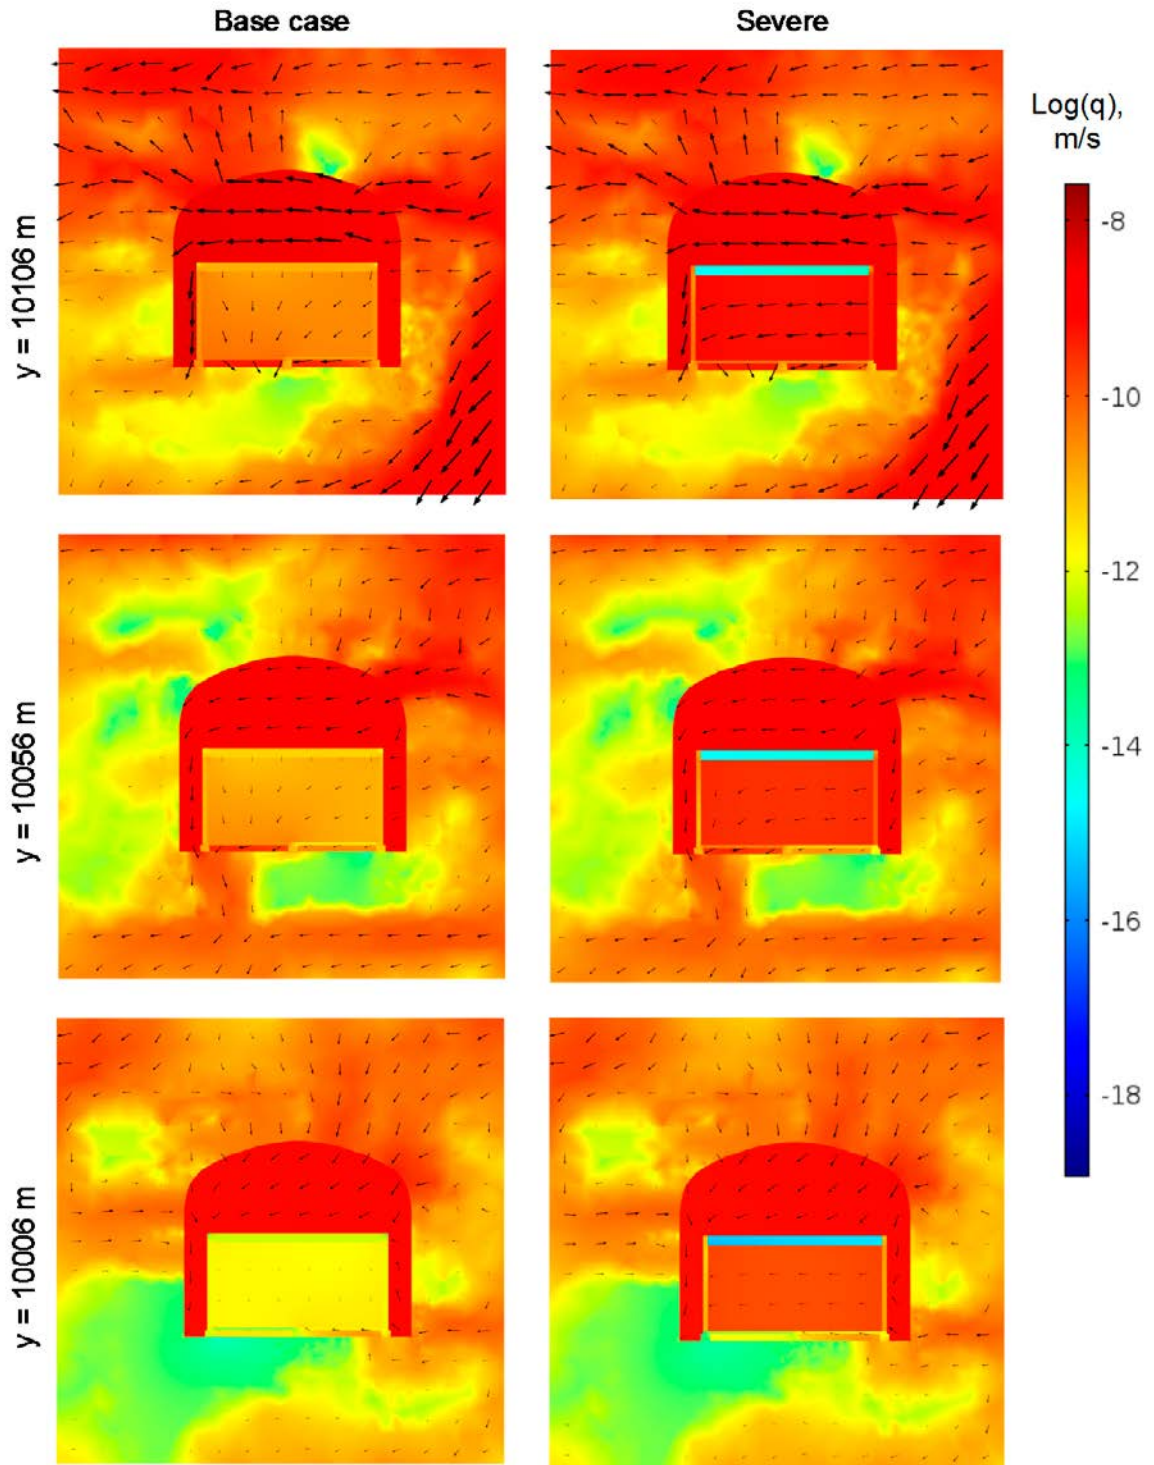 Base case
Severe
Log(q),
m/s
y = 10106 m
-8
-10
-12
y = 10056 m
-14
-16
-18
y = 10006 m